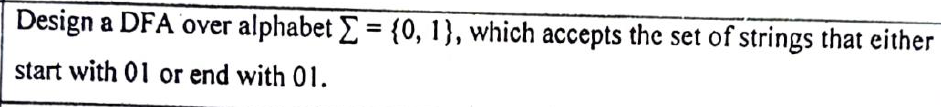 Design a DFA over alphabet ∑ = {0, 1}, which accepts the set of strings that either
start with 01 or end with 01.